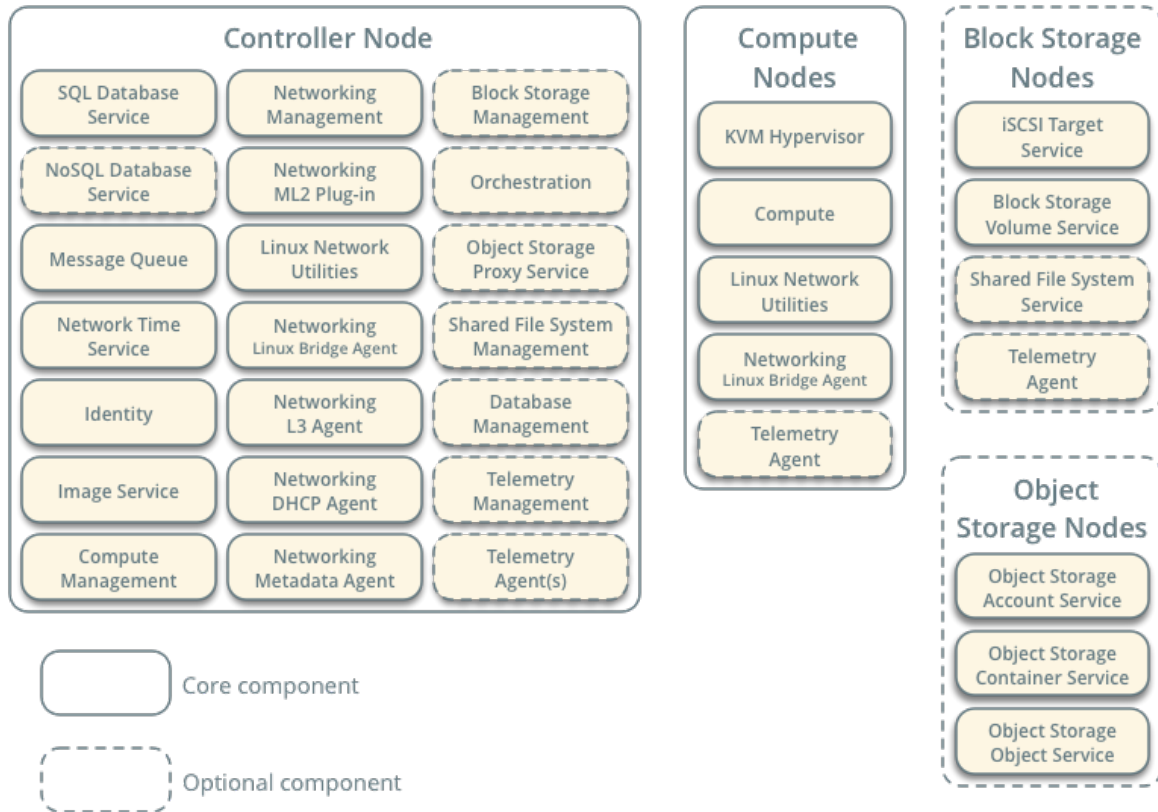 Controller Node
SQL Database
Service
NoSQL Database
Service
Message Queue
Network Time
Service
Identity
Image Service
Compute
Management
Networking
Management
Networking
ML2 Plug-in
Linux Network
Utilities
Networking
Linux Bridge Agent
Networking
L3 Agent
Networking
DHCP Agent
Networking
Metadata Agent
Block Storage
Management
Orchestration
Object Storage
Proxy Service
Shared File System
Management
Database
Management
Telemetry
Management
Telemetry
Agent(s)
Compute
Nodes
KVM Hypervisor
Compute
Linux Network
Utilities
Networking
Linux Bridge Agent
Telemetry
Agent
Block Storage
Nodes
iSCSI Target
Service
Block Storage
Volume Service
Shared File System
Service
Telemetry
Agent
Object
Storage Nodes
Object Storage
Account Service
Object Storage
Container Service
Object Storage
Object Service
Core component
Optional component